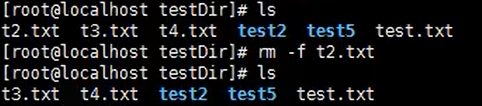 [root@localhost testDir]# ls
t2.txt  t3.txt  t4.txt  test2  test5  test.txt
[root@localhost testDir]# rm -f t2.txt
[root@localhost testDir]# ls
t3.txt  t4.txt  test2  test5  test.txt